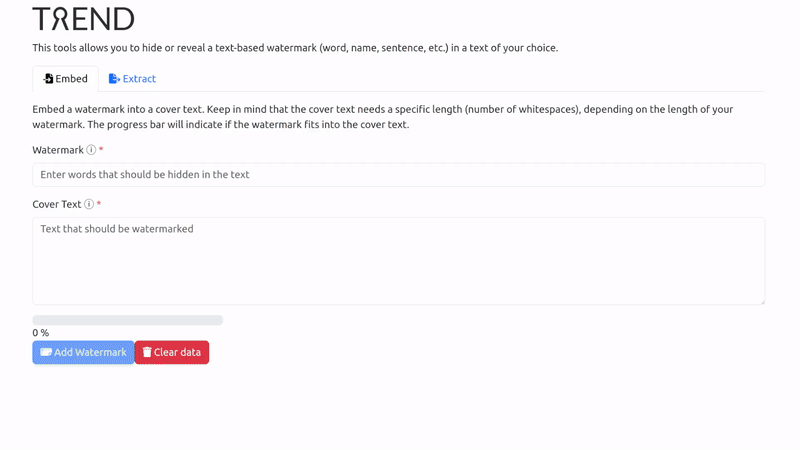 TREND
This tools allows you to hide or reveal a text-based watermark (word, name, sentence, etc.) in a text of your choice.
Embed Extract
Embed a watermark into a cover text. Keep in mind that the cover text needs a specific length (number of whitespaces), depending on the length of your
watermark. The progress bar will indicate if the watermark fits into the cover text.
Watermark ⓘ *
Enter words that should be hidden in the text
Cover Text ⓘ *
Text that should be watermarked
0 %
Add Watermark Clear data